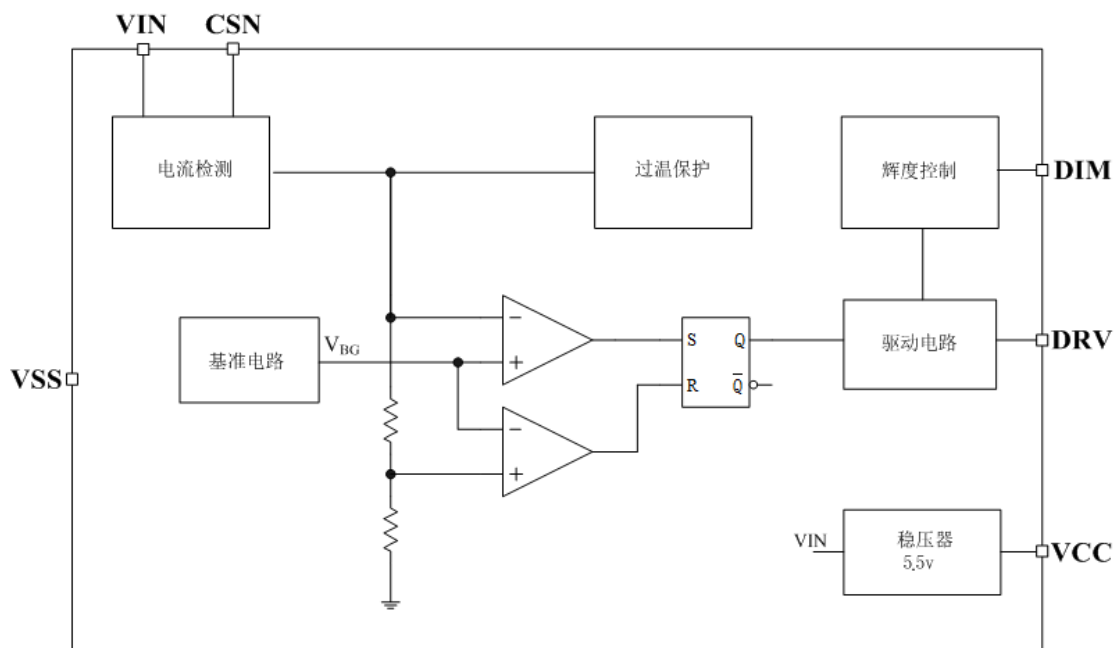 VIN CSN
电流检测
过温保护
辉度控制
DIM
基准电路
VBG
−
+
S Q
R Q̅
驱动电路
DRV
VSS
−
+
VIN
稳压器
5.5v
VCC